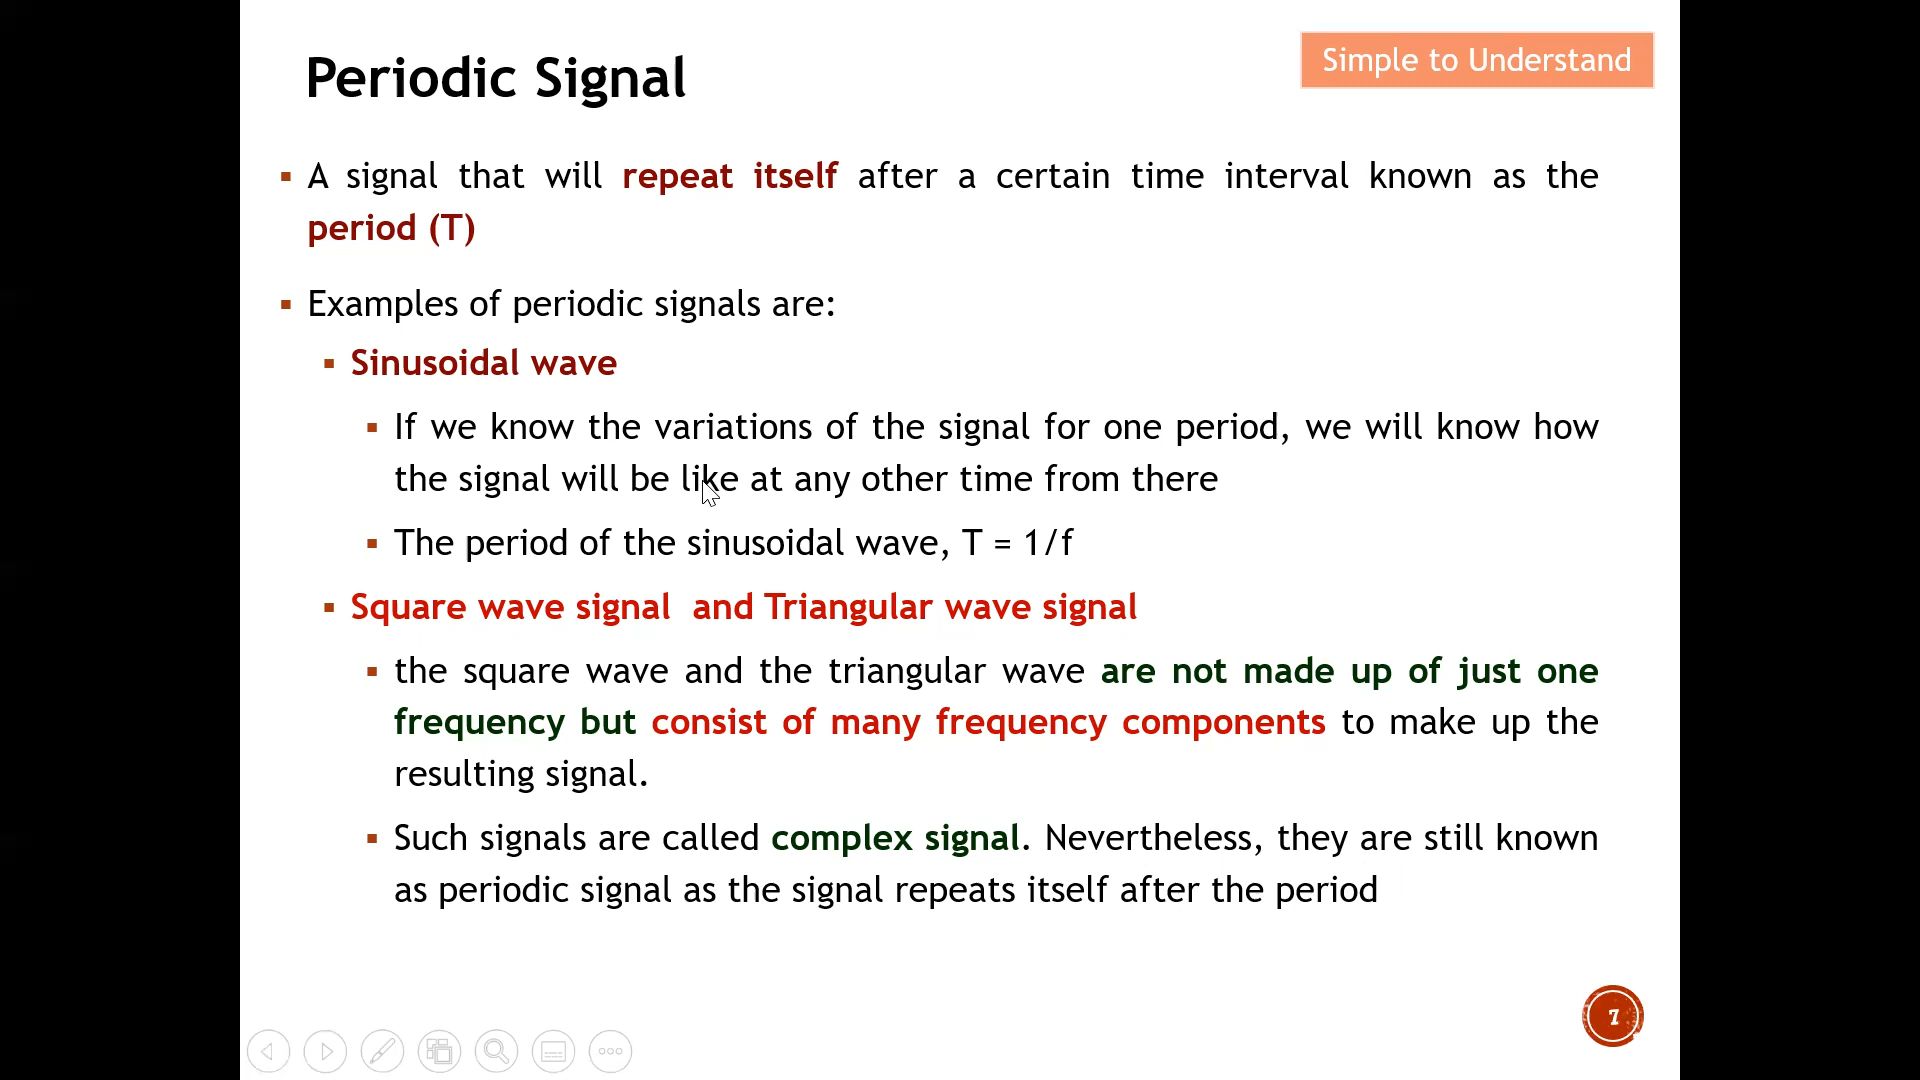 Periodic Signal
Simple to Understand
▪ A signal that will repeat itself after a certain time interval known as the
period (T)
▪ Examples of periodic signals are:
▪ Sinusoidal wave
▪ If we know the variations of the signal for one period, we will know how
the signal will be like at any other time from there
▪ The period of the sinusoidal wave, T = 1/f
▪ Square wave signal  and Triangular wave signal
▪ the square wave and the triangular wave are not made up of just one
frequency but consist of many frequency components to make up the
resulting signal.
▪ Such signals are called complex signal. Nevertheless, they are still known
as periodic signal as the signal repeats itself after the period
7